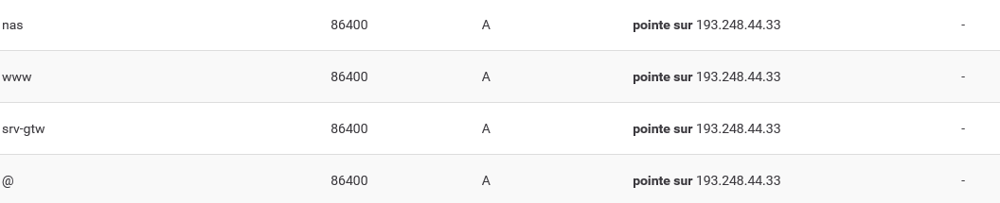 nas 86400 A pointe sur 193.248.44.33 -
www 86400 A pointe sur 193.248.44.33 -
srv-gtw 86400 A pointe sur 193.248.44.33 -
@ 86400 A pointe sur 193.248.44.33 -